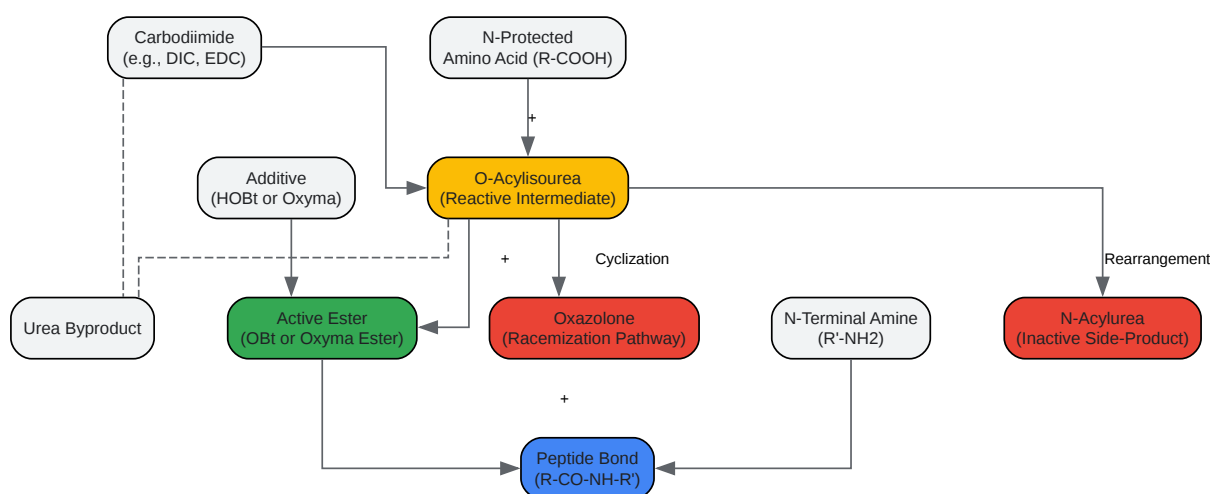 Carbodiimide
(e.g., DIC, EDC)
N-Protected
Amino Acid (R-COOH)
+
Additive
(HOBt or Oxyma)
O-Acylisourea
(Reactive Intermediate)
+
Cyclization
Rearrangement
Urea Byproduct
Active Ester
(OBt or Oxyma Ester)
Oxazolone
(Racemization Pathway)
N-Terminal Amine
(R'-NH2)
N-Acylurea
(Inactive Side-Product)
+
Peptide Bond
(R-CO-NH-R')